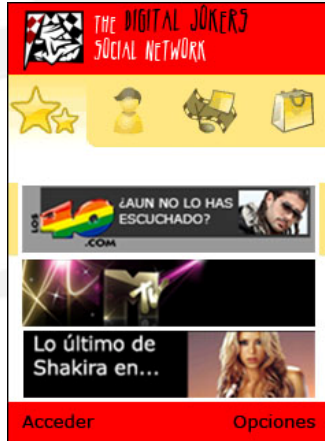 THE DIGITAL JOKERS
SOCIAL NETWORK
LOS
40
.COM
¿AUN NO LO HAS
ESCUCHADO?
MTV
Lo último de
Shakira en...
Acceder
Opciones